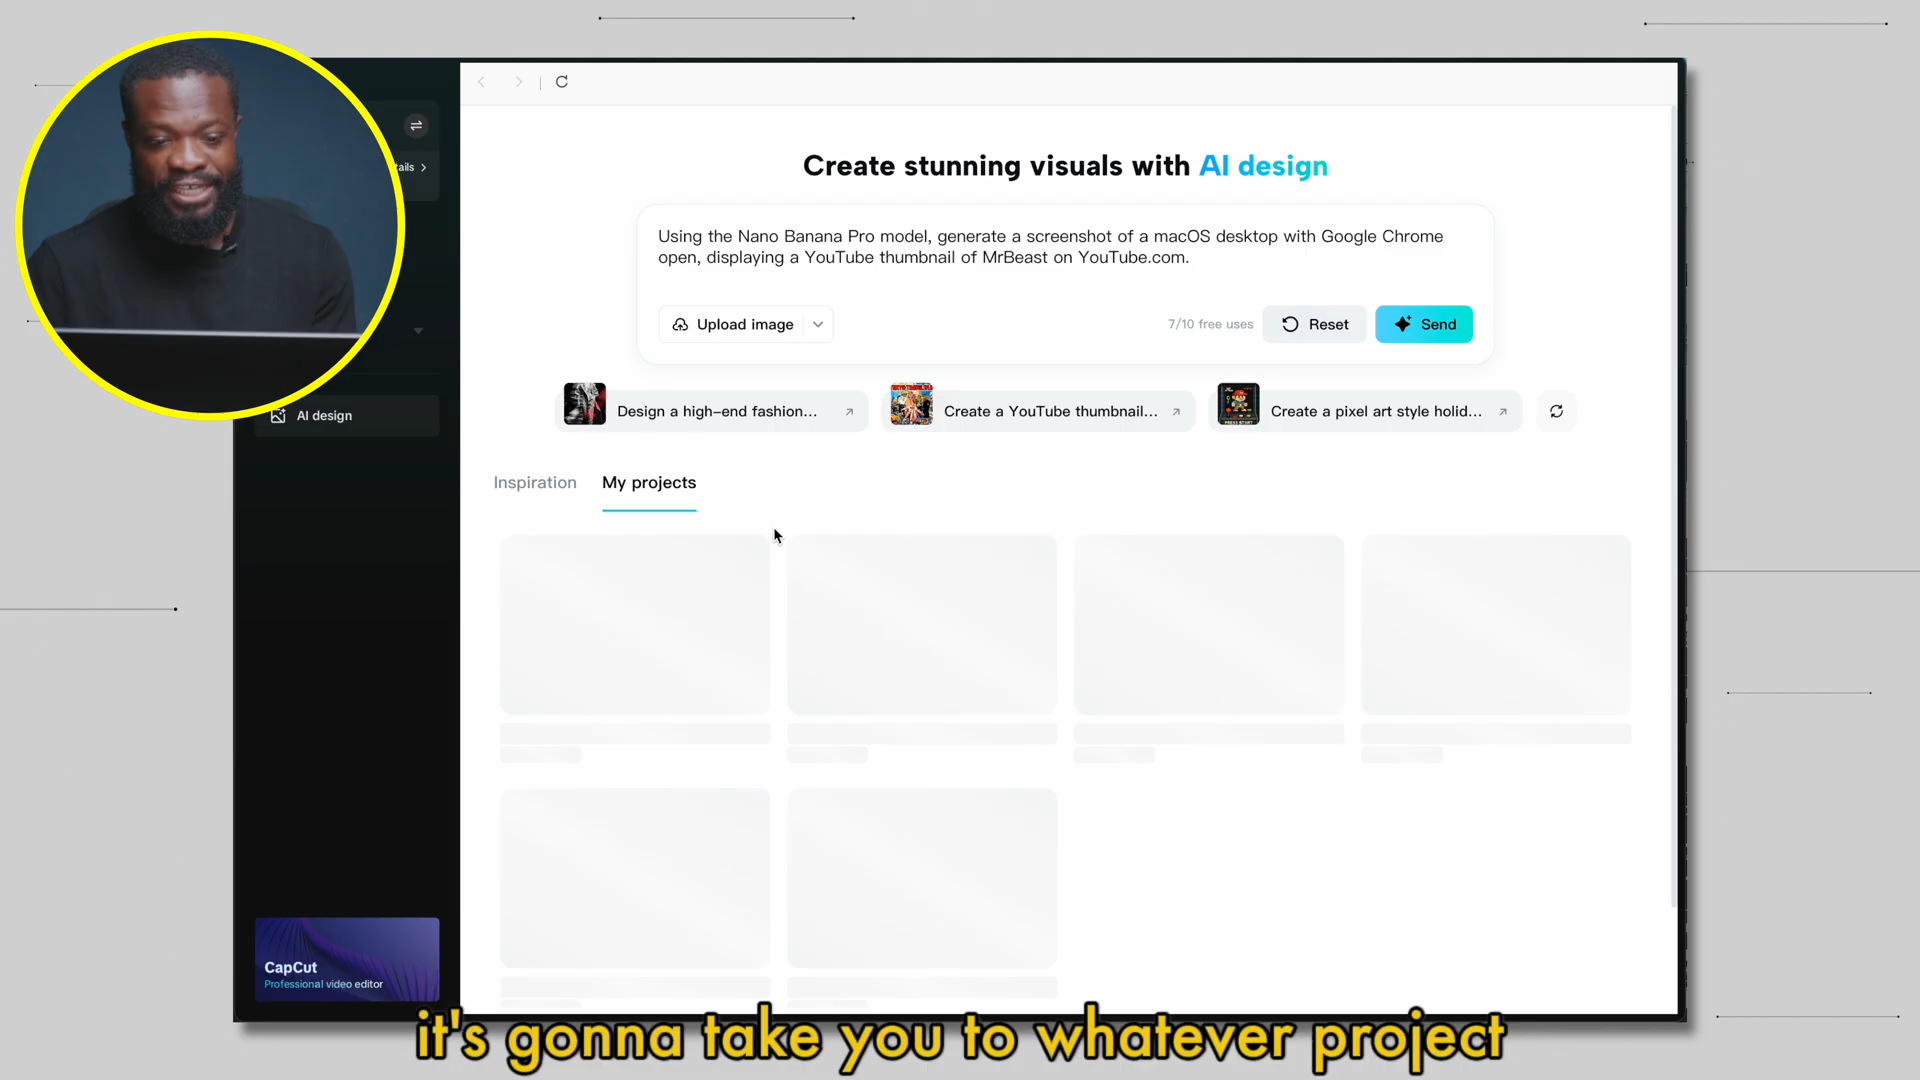 Create stunning visuals with AI design
Using the Nano Banana Pro model, generate a screenshot of a macOS desktop with Google Chrome
open, displaying a YouTube thumbnail of MrBeast on YouTube.com.
Upload image
7/10 free uses
Reset
Send
Design a high-end fashion...
Create a YouTube thumbnail...
Create a pixel art style holid...
tails >
AI design
Inspiration
My projects
CapCut
Professional video editor
it's gonna take you to whatever project